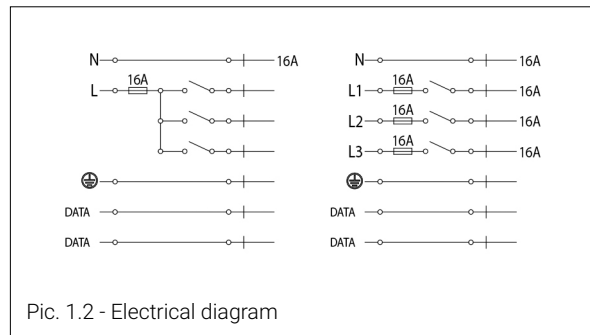 N 16A
L 16A
DATA
DATA
N 16A
L1 16A 16A
L2 16A 16A
L3 16A 16A
DATA
DATA
Pic. 1.2 - Electrical diagram